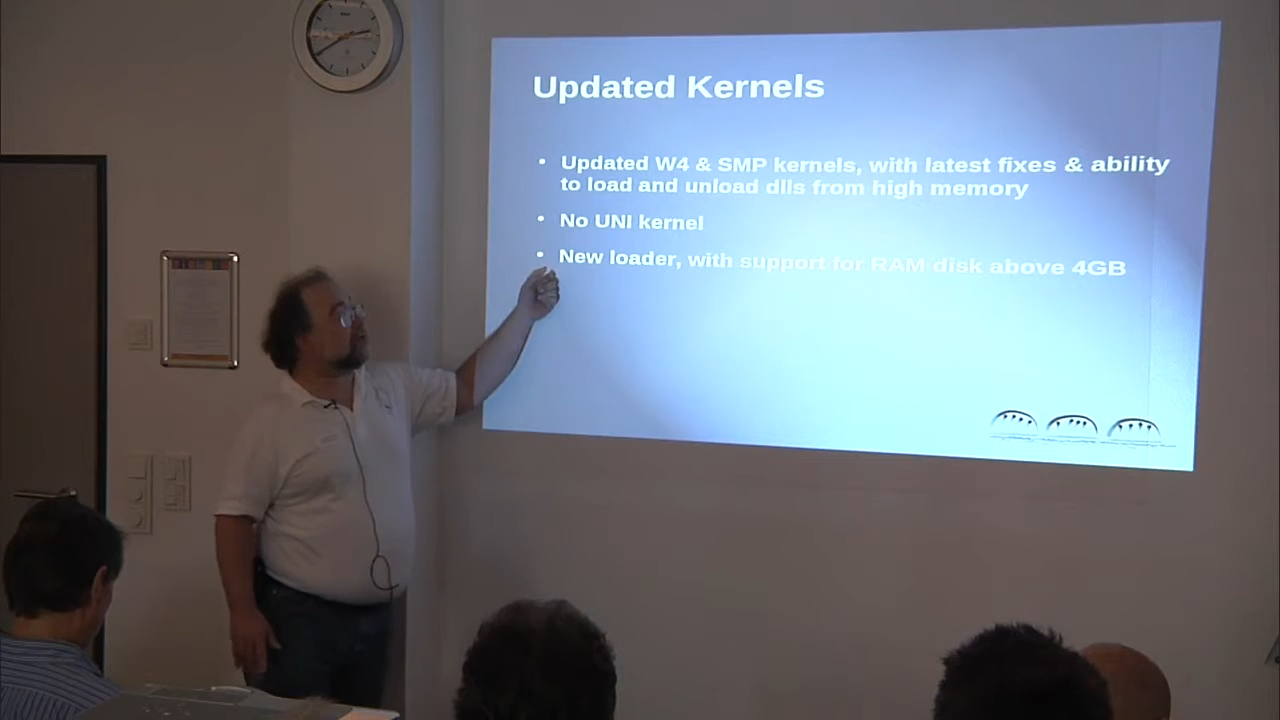 Updated Kernels
• Updated W4 & SMP kernels, with latest fixes & ability
to load and unload dlls from high memory
• No UNI kernel
• New loader, with support for RAM disk above 4GB